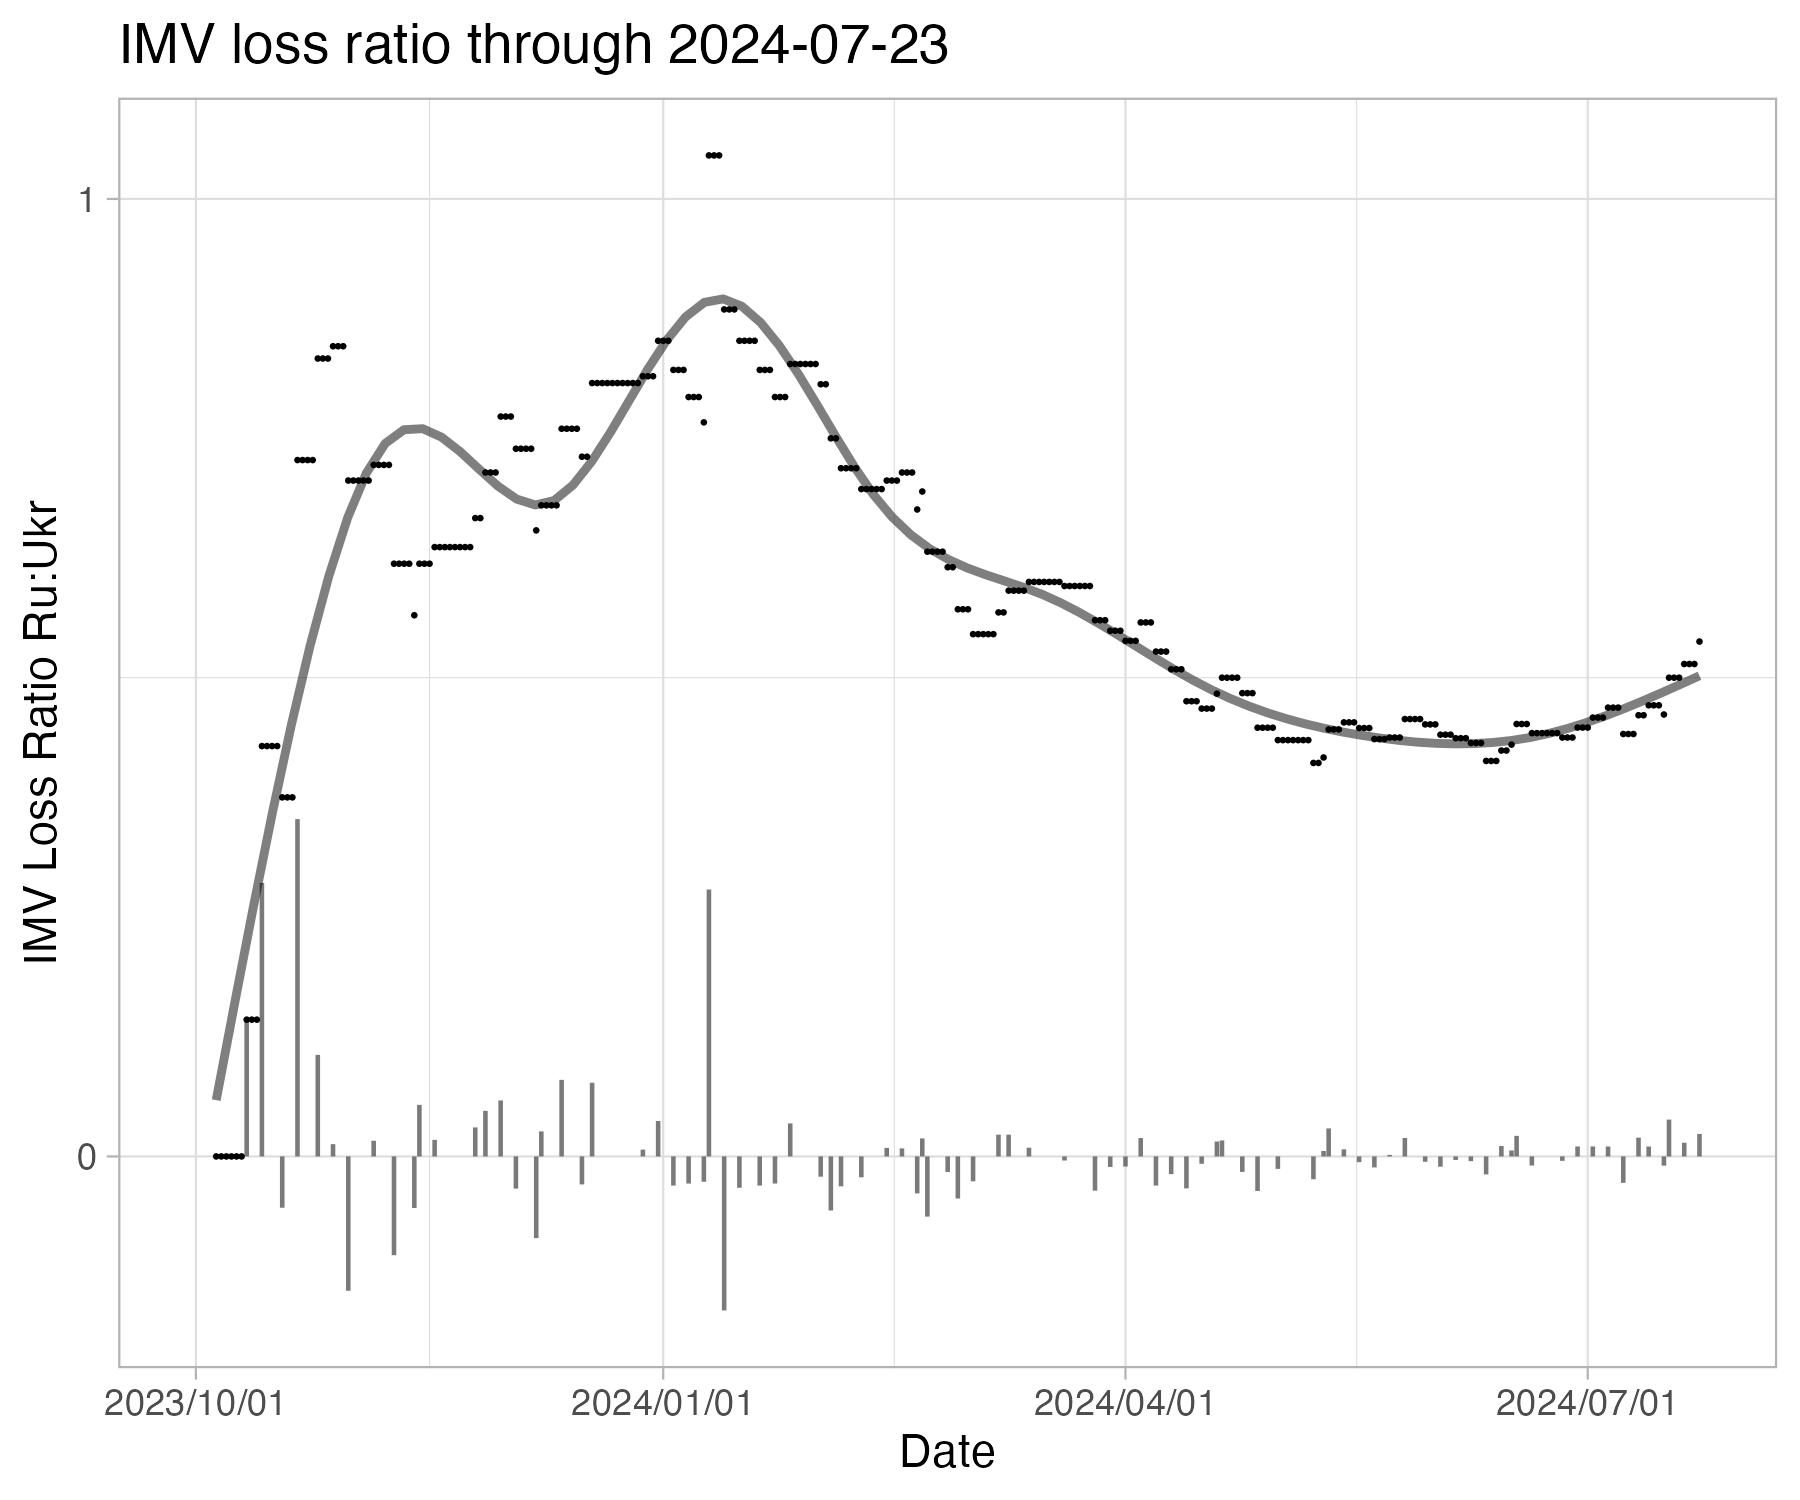 IMV loss ratio through 2024-07-23
IMV Loss Ratio Ru:Ukr
1
0
2023/10/01
2024/01/01
2024/04/01
2024/07/01
Date